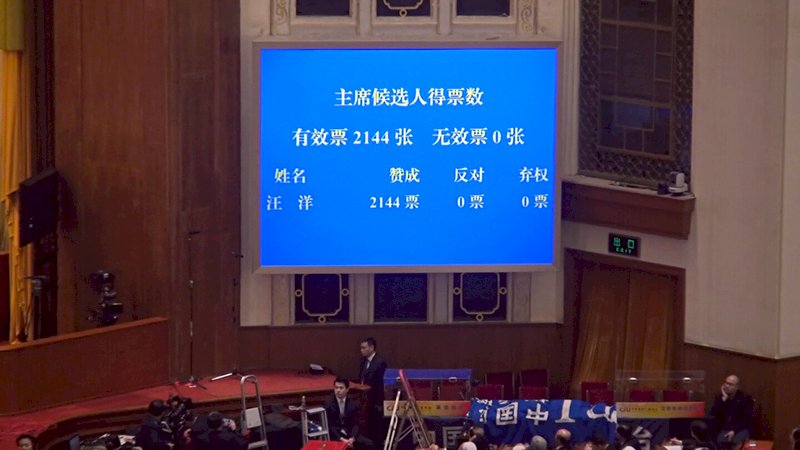 主席候选人得票数
有效票 2144 张 无效票 0 张
姓名 赞成 反对 弃权
汪 洋 2144 票 0 票 0 票
出口
EXIT